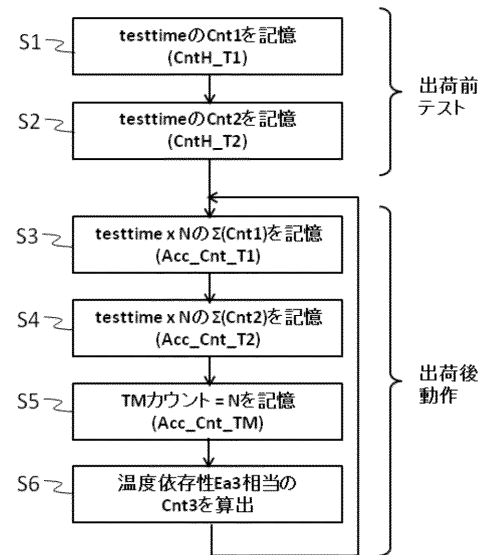 S1
testtimeのCnt1を記憶
(CntH_T1)
S2
testtimeのCnt2を記憶
(CntH_T2)
出荷前
テスト
S3
testtime x NのΣ(Cnt1)を記憶
(Acc_Cnt_T1)
S4
testtime x NのΣ(Cnt2)を記憶
(Acc_Cnt_T2)
S5
TMカウント = Nを記憶
(Acc_Cnt_TM)
S6
温度依存性Ea3相当の
Cnt3を算出
出荷後
動作